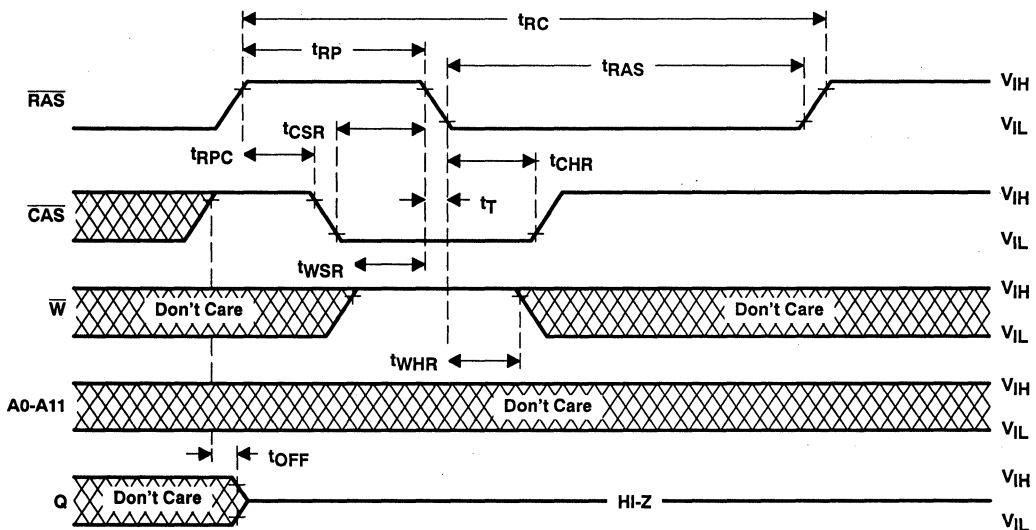 tRC
tRP
tRAS
RAS
VIH
VIL
tCSR
tRPC
tCHR
CAS
tT
VIH
VIL
tWSR
W
Don't Care
Don't Care
VIH
VIL
tWHR
A0-A11
Don't Care
VIH
VIL
tOFF
Q
Don't Care
HI-Z
VIH
VIL